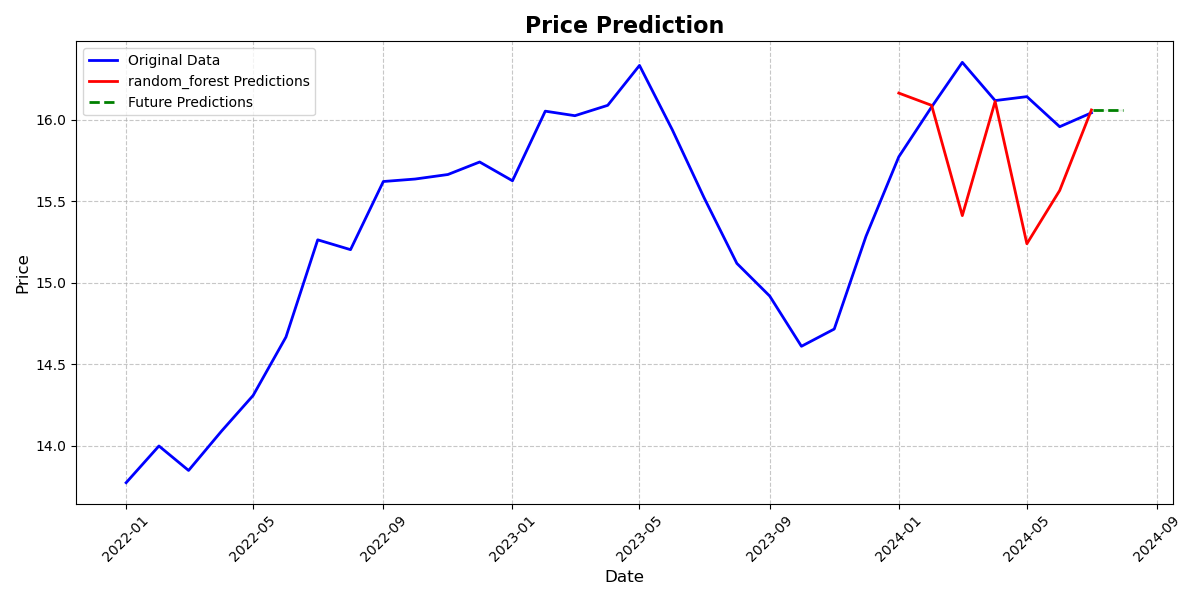 Price Prediction
Original Data
random_forest Predictions
Future Predictions
Price
16.0
15.5
15.0
14.5
14.0
2022-01
2022-05
2022-09
2023-01
2023-05
2023-09
2024-01
2024-05
2024-09
Date